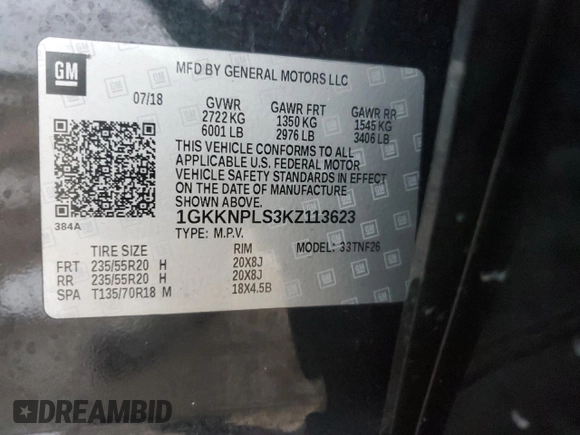 GM
MFD BY GENERAL MOTORS LLC
07/18
GVWR GAWR FRT GAWR RR
2722 KG 1350 KG 1545 KG
6001 LB 2976 LB 3406 LB
THIS VEHICLE CONFORMS TO ALL
APPLICABLE U.S. FEDERAL MOTOR
VEHICLE SAFETY STANDARDS IN
EFFECT ON THE DATE OF MANUFACTURE
SHOWN ABOVE.
384A
1GKKNPLS3KZ113623
TYPE: M.P.V. MODEL: 33TNF26
TIRE SIZE RIM
FRT 235/55R20 H 20X8J
RR 235/55R20 H 20X8J
SPA T135/70R18 M 18X4.5B
DREAMBID